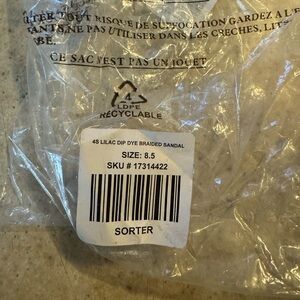 TOUT RISQUE DE SUFFOCATION GARDEZ A L'E
NE PAS UTILISER DANS LES CRECHES, LITS
CE SAC N'EST PAS UN JOUET
4
LDPE
RECYCLABLE
4S LILAC DIP DYE BRAIDED SANDAL
SIZE: 8.5
SKU # 17314422
SORTER